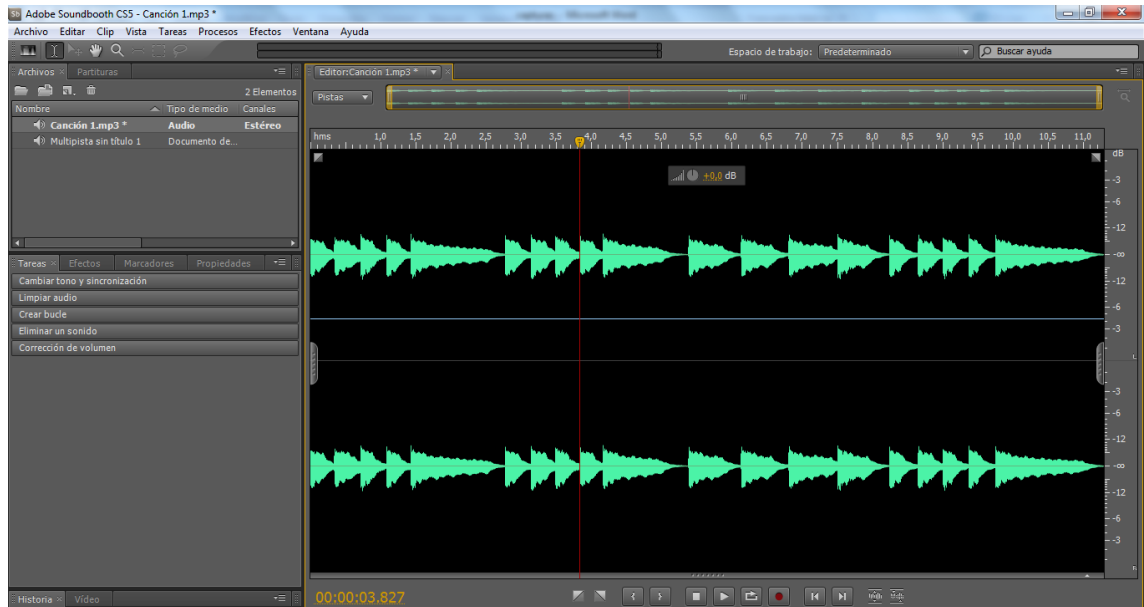 Sb Adobe Soundbooth CS5 - Canción 1.mp3 *
Archivo Editar Clip Vista Tareas Procesos Efectos Ventana Ayuda
Espacio de trabajo: Predeterminado Buscar ayuda
Archivos × Partituras
2 Elementos
Nombre Tipo de medio Canales
Canción 1.mp3 * Audio Estéreo
Multipista sin título 1 Documento de...
Tareas × Efectos Marcadores Propiedades
Cambiar tono y sincronización
Limpiar audio
Crear bucle
Eliminar un sonido
Corrección de volumen
Historia × Vídeo
Editor:Canción 1.mp3 * ×
Pistas
hms 1,0 1,5 2,0 2,5 3,0 3,5 4,0 4,5 5,0 5,5 6,0 6,5 7,0 7,5 8,0 8,5 9,0 9,5 10,0 10,5 11,0
+0,0 dB
dB
-3
-6
-12
-∞
-12
-6
-3
-3
-6
-12
-∞
-12
-6
-3
00:00:03.827